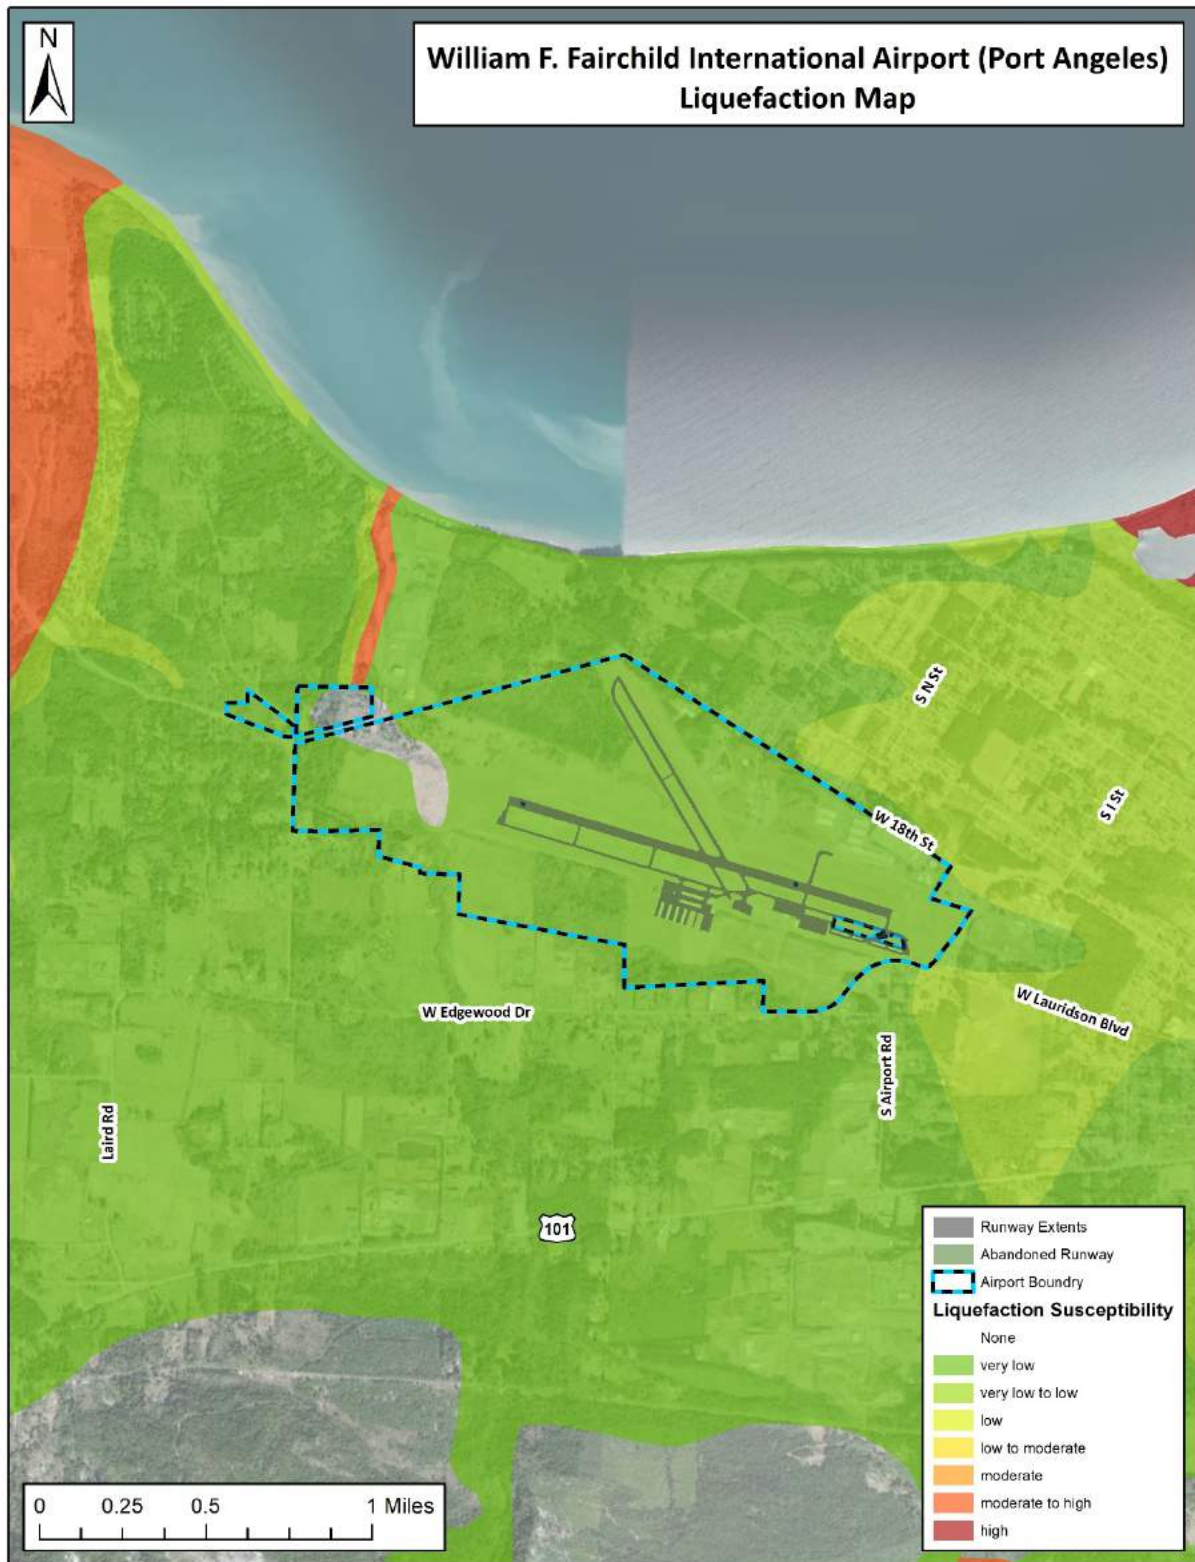 N
William F. Fairchild International Airport (Port Angeles)
Liquefaction Map
S N St
S I St
W 18th St
W Lauridson Blvd
W Edgewood Dr
S Airport Rd
Laird Rd
101
Runway Extents
Abandoned Runway
Airport Boundry
Liquefaction Susceptibility
None
very low
very low to low
low
low to moderate
moderate
moderate to high
high
0 0.25 0.5 1 Miles